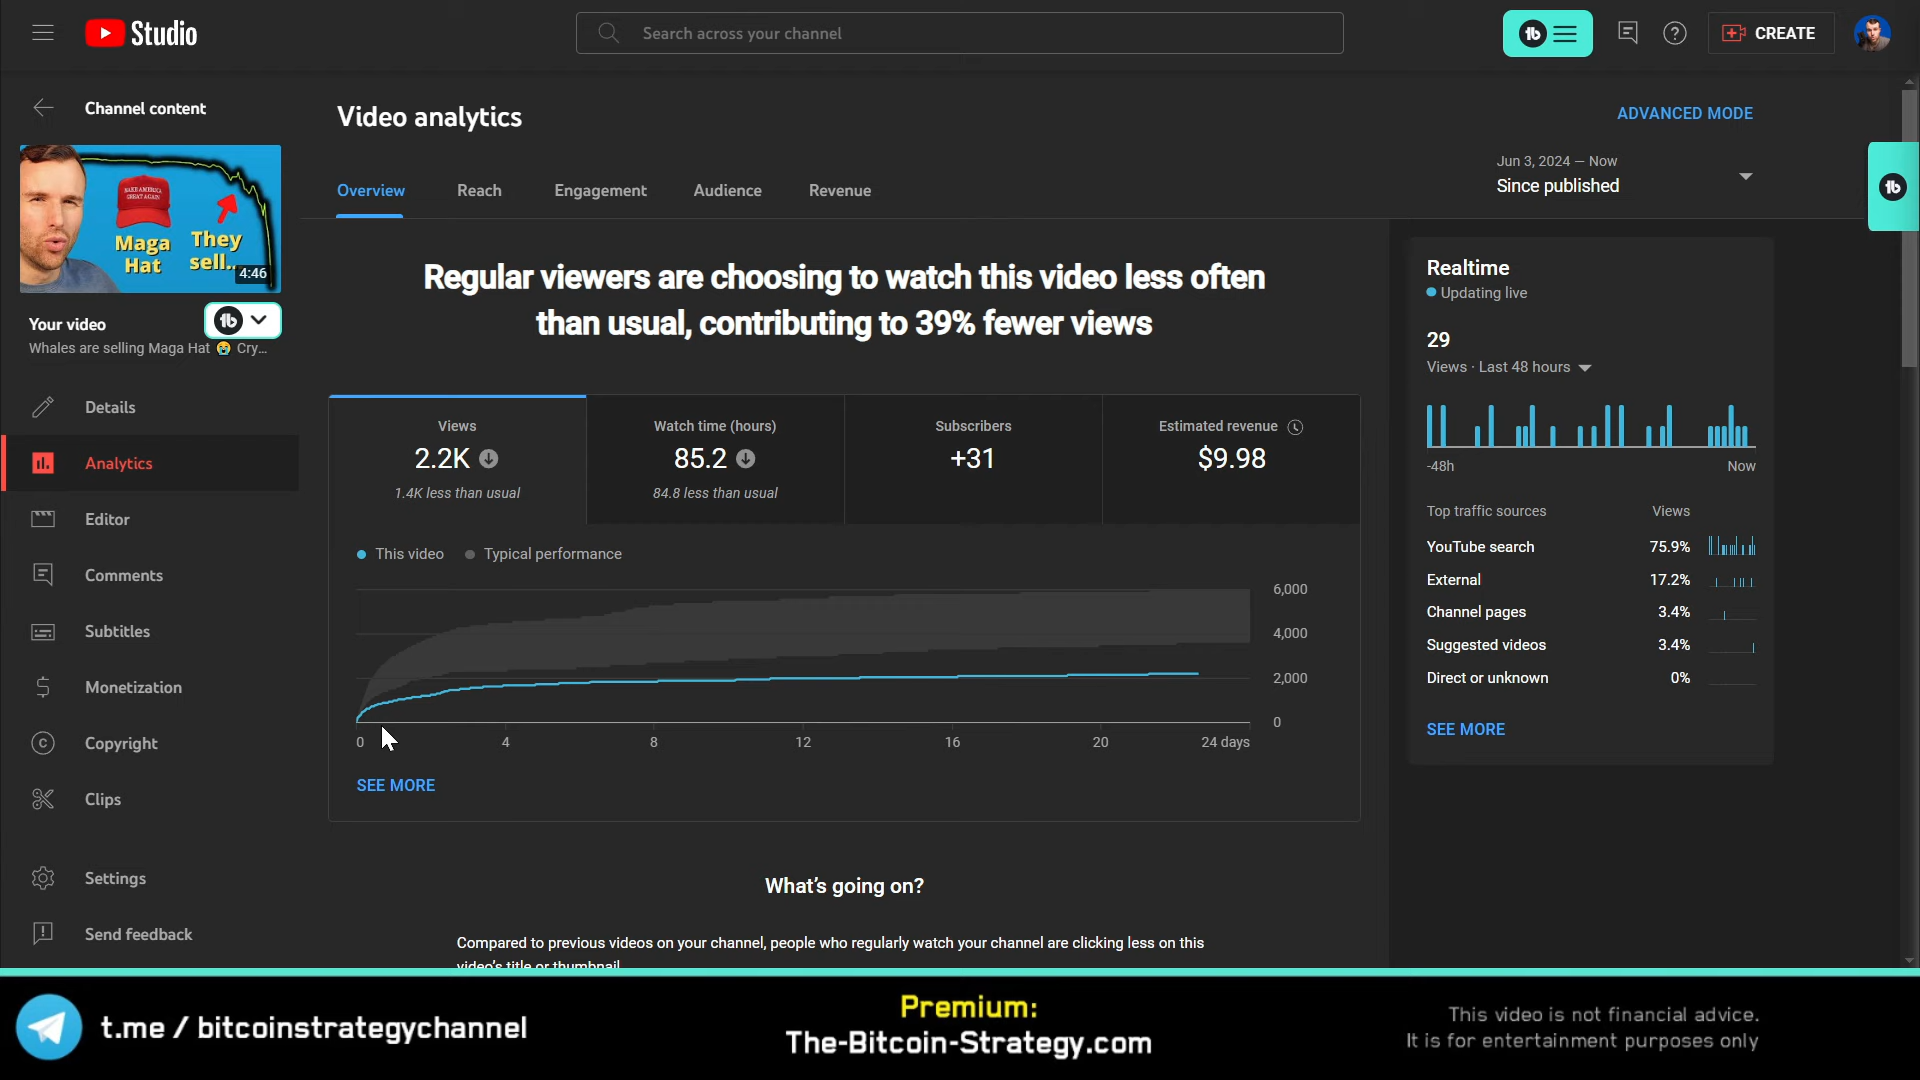 Studio
Search across your channel
CREATE
Channel content
MAKE AMERICA
GREAT AGAIN
Maga
Hat
They
sell..
4:46
Your video
Whales are selling Maga Hat 😭 Cry...
Details
Analytics
Editor
Comments
Subtitles
Monetization
Copyright
Clips
Settings
Send feedback
Video analytics
ADVANCED MODE
Overview
Reach
Engagement
Audience
Revenue
Jun 3, 2024 – Now
Since published
Regular viewers are choosing to watch this video less often
than usual, contributing to 39% fewer views
Views
2.2K
1.4K less than usual
Watch time (hours)
85.2
84.8 less than usual
Subscribers
+31
Estimated revenue
$9.98
This video
Typical performance
6,000
4,000
2,000
0
0
4
8
12
16
20
24 days
SEE MORE
What's going on?
Compared to previous videos on your channel, people who regularly watch your channel are clicking less on this
video's title or thumbnail
Realtime
Updating live
29
Views · Last 48 hours
-48h
Now
Top traffic sources
Views
YouTube search
75.9%
External
17.2%
Channel pages
3.4%
Suggested videos
3.4%
Direct or unknown
0%
SEE MORE
t.me / bitcoinstrategychannel
Premium:
The-Bitcoin-Strategy.com
This video is not financial advice.
It is for entertainment purposes only